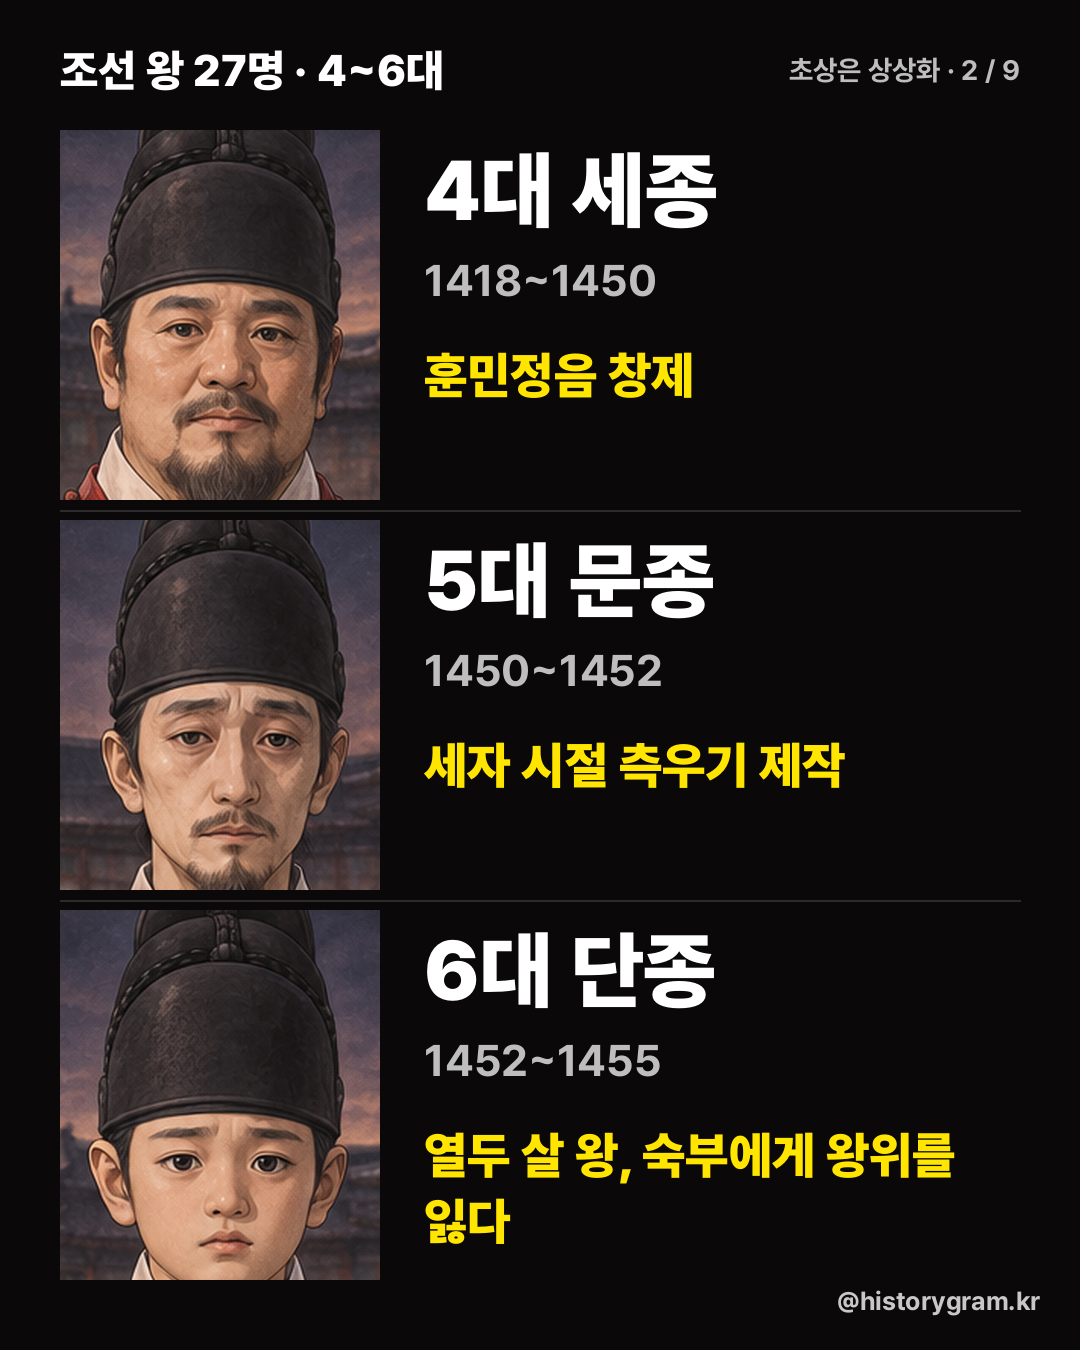 조선 왕 27명 · 4~6대
초상은 상상화 · 2 / 9
4대 세종
1418~1450
훈민정음 창제
5대 문종
1450~1452
세자 시절 측우기 제작
6대 단종
1452~1455
열두 살 왕, 숙부에게 왕위를
잃다
@historygram.kr